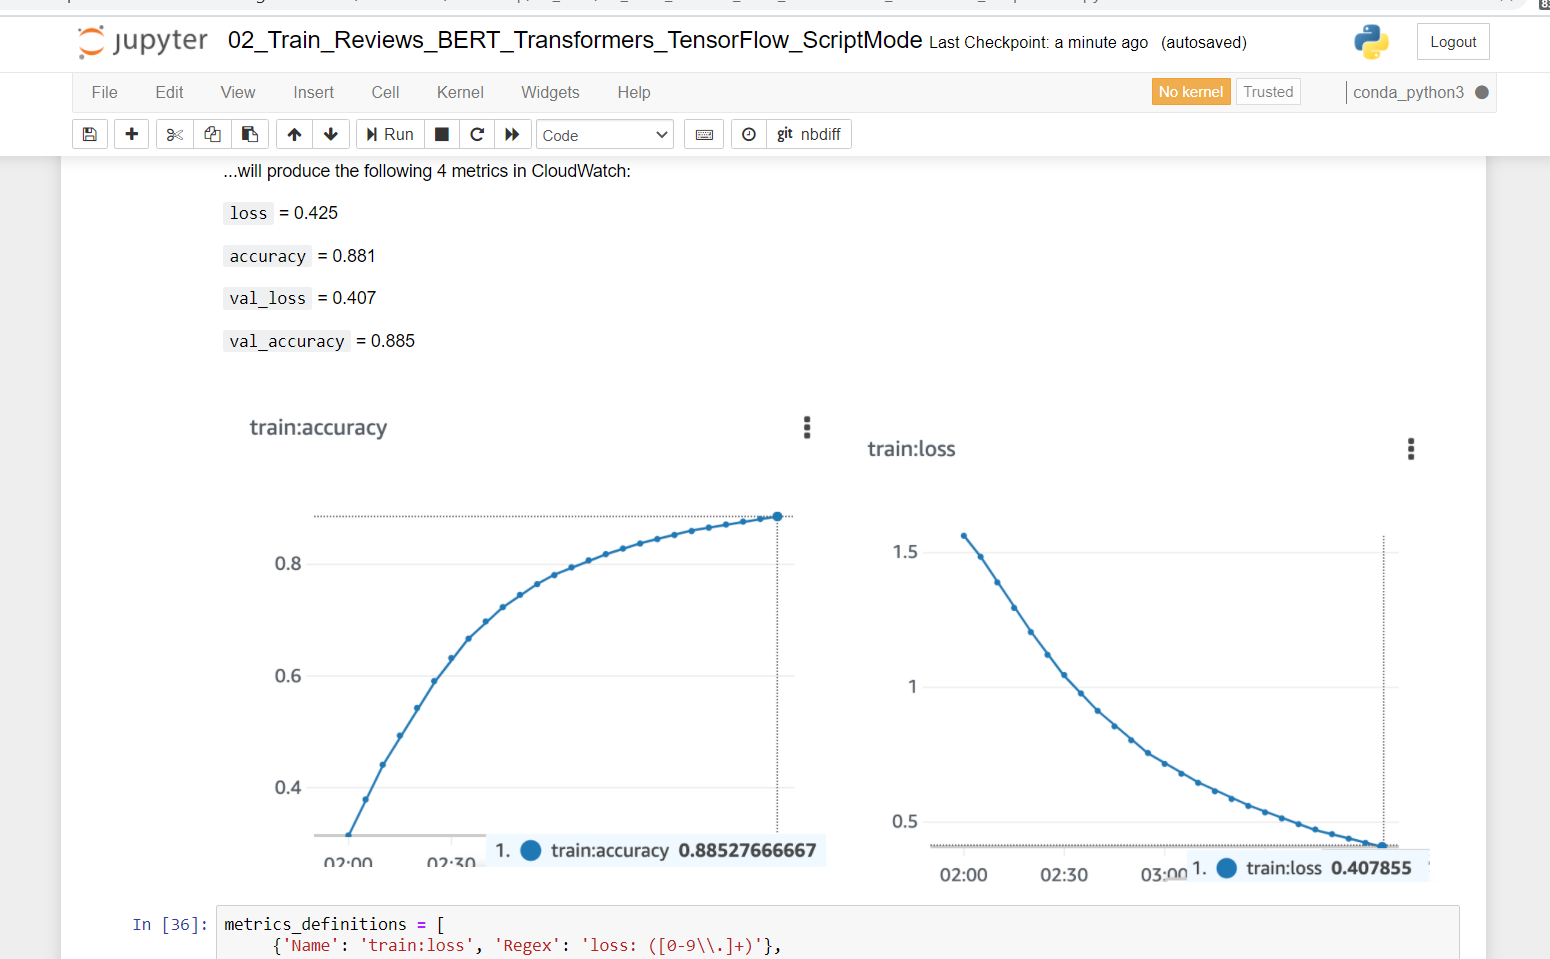 jupyter 02_Train_Reviews_BERT_Transformers_TensorFlow_ScriptMode Last Checkpoint: a minute ago (autosaved) Logout
File Edit View Insert Cell Kernel Widgets Help No kernel Trusted conda_python3
Run Code git nbdiff
...will produce the following 4 metrics in CloudWatch:
loss = 0.425
accuracy = 0.881
val_loss = 0.407
val_accuracy = 0.885
train:accuracy
0.8
0.6
0.4
02:00 02:30
1. train:accuracy 0.88527666667
train:loss
1.5
1
0.5
02:00 02:30 03:00
1. train:loss 0.407855
In [36]: metrics_definitions = [
{'Name': 'train:loss', 'Regex': 'loss: ([0-9\\.]+)'},